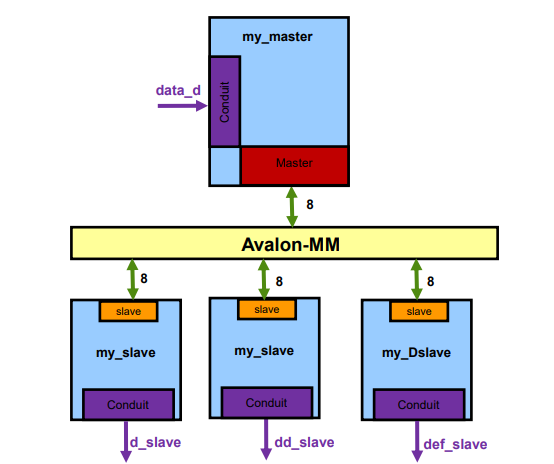 my_master
data_d
Conduit
Master
8
Avalon-MM
8
8
8
slave
slave
slave
my_slave
my_slave
my_Dslave
Conduit
Conduit
Conduit
d_slave
dd_slave
def_slave